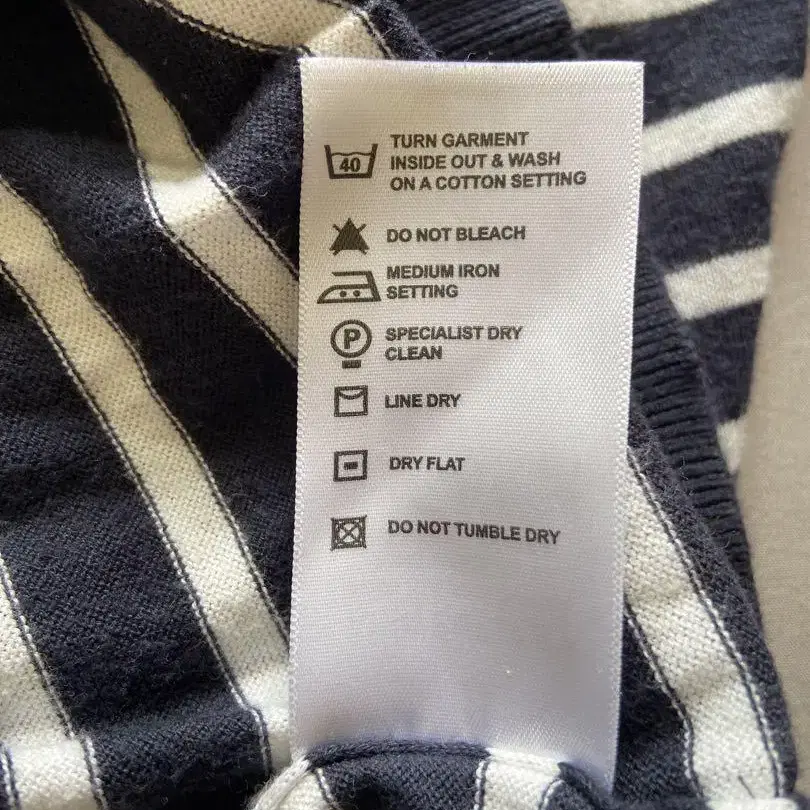 40 TURN GARMENT
INSIDE OUT & WASH
ON A COTTON SETTING
DO NOT BLEACH
MEDIUM IRON
SETTING
P SPECIALIST DRY
CLEAN
LINE DRY
DRY FLAT
DO NOT TUMBLE DRY